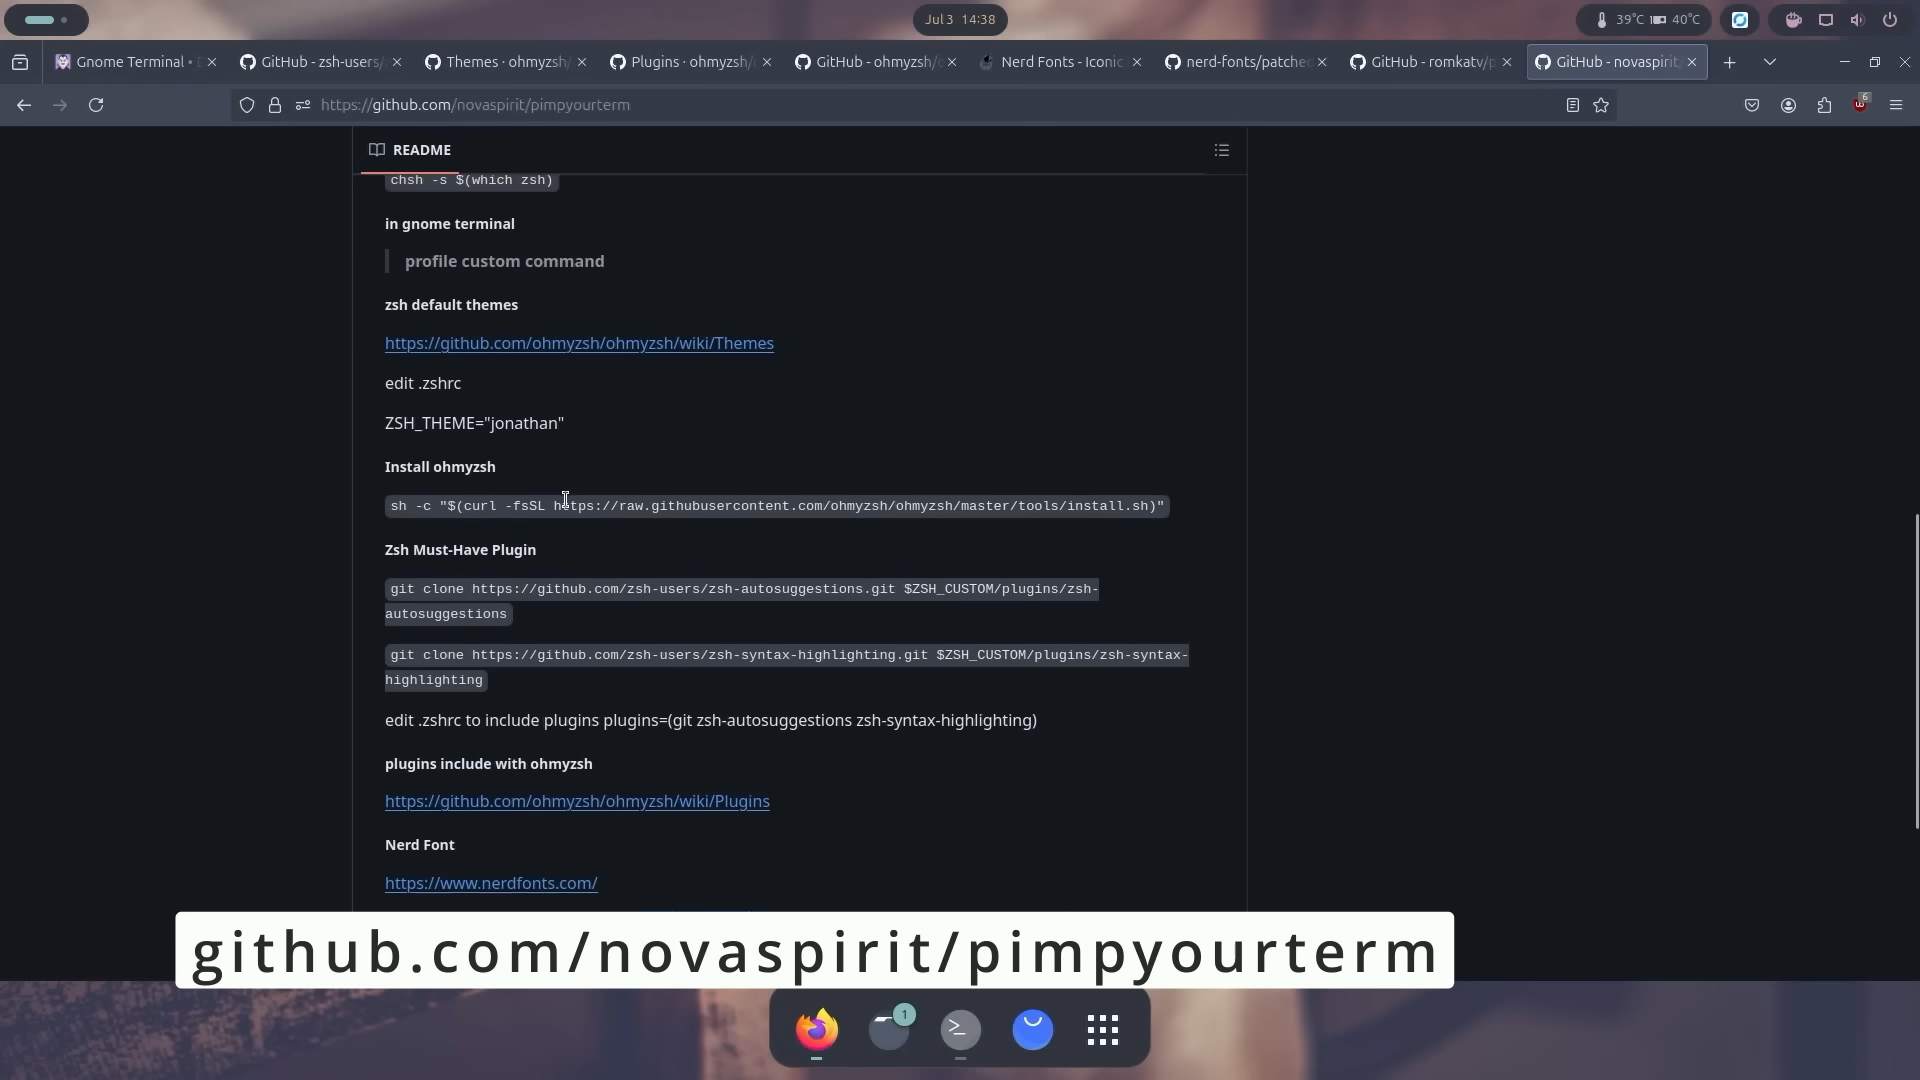 Jul 3 14:38
39°C 40°C
Gnome Terminal •
GitHub - zsh-users/
Themes · ohmyzsh/
Plugins · ohmyzsh/
GitHub - ohmyzsh/
Nerd Fonts - Iconic
nerd-fonts/patched
GitHub - romkatv/p
GitHub - novaspirit
https://github.com/novaspirit/pimpyourterm
6
README
chsh -s $(which zsh)
in gnome terminal
profile custom command
zsh default themes
https://github.com/ohmyzsh/ohmyzsh/wiki/Themes
edit .zshrc
ZSH_THEME="jonathan"
Install ohmyzsh
sh -c "$(curl -fsSL https://raw.githubusercontent.com/ohmyzsh/ohmyzsh/master/tools/install.sh)"
Zsh Must-Have Plugin
git clone https://github.com/zsh-users/zsh-autosuggestions.git $ZSH_CUSTOM/plugins/zsh-
autosuggestions
git clone https://github.com/zsh-users/zsh-syntax-highlighting.git $ZSH_CUSTOM/plugins/zsh-syntax-
highlighting
edit .zshrc to include plugins plugins=(git zsh-autosuggestions zsh-syntax-highlighting)
plugins include with ohmyzsh
https://github.com/ohmyzsh/ohmyzsh/wiki/Plugins
Nerd Font
https://www.nerdfonts.com/
github.com/novaspirit/pimpyourterm
1